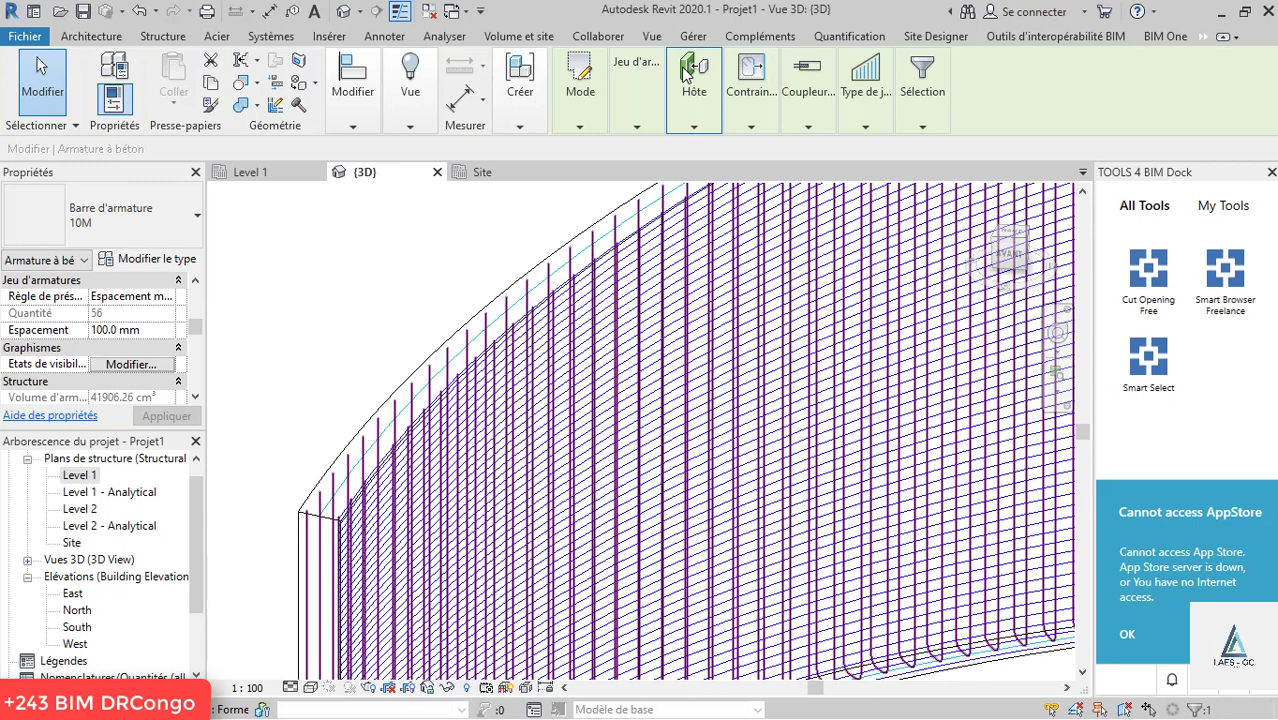 Autodesk Revit 2020.1 - Projet1 - Vue 3D: {3D}
Se connecter
Fichier Architecture Structure Acier Systèmes Insérer Annoter Analyser Volume et site Collaborer Vue Gérer Compléments Quantification Site Designer Outils d'interopérabilité BIM BIM One
Modifier Coller Modifier Vue Créer Mode Jeu d'ar... Hôte Contrain... Coupleur... Type de j... Sélection
Sélectionner Propriétés Presse-papiers Géométrie Mesurer
Modifier | Armature à béton
Propriétés
Level 1 {3D} Site
TOOLS 4 BIM Dock
Barre d'armature
10M
Armature à bé Modifier le type
Jeu d'armatures
Règle de prés... Espacement m...
Quantité 56
Espacement 100.0 mm
Graphismes
Etats de visibil... Modifier...
Structure
Volume d'arm... 41906.26 cm³
Aide des propriétés Appliquer
Arborescence du projet - Projet1
Plans de structure (Structural
Level 1
Level 1 - Analytical
Level 2
Level 2 - Analytical
Site
Vues 3D (3D View)
Elévations (Building Elevation
East
North
South
West
Légendes
Nomenclatures/Quantités (all
AVANT
All Tools My Tools
Cut Opening
Free
Smart Browser
Freelance
Smart Select
Cannot access AppStore
Cannot access App Store.
App Store server is down,
or You have no Internet
access.
OK
LAES_GC
1 : 100
+243 BIM DRCongo
Forme
:0
Modèle de base
:1